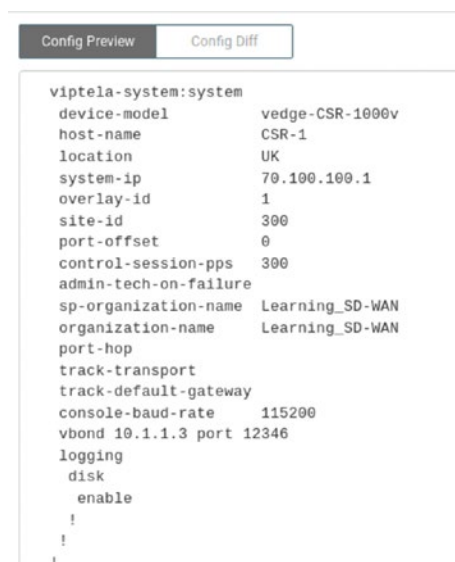 Config Preview Config Diff
viptela-system:system
device-model vedge-CSR-1000v
host-name CSR-1
location UK
system-ip 70.100.100.1
overlay-id 1
site-id 300
port-offset 0
control-session-pps 300
admin-tech-on-failure
sp-organization-name Learning_SD-WAN
organization-name Learning_SD-WAN
port-hop
track-transport
track-default-gateway
console-baud-rate 115200
vbond 10.1.1.3 port 12346
logging
disk
enable
!
!
!